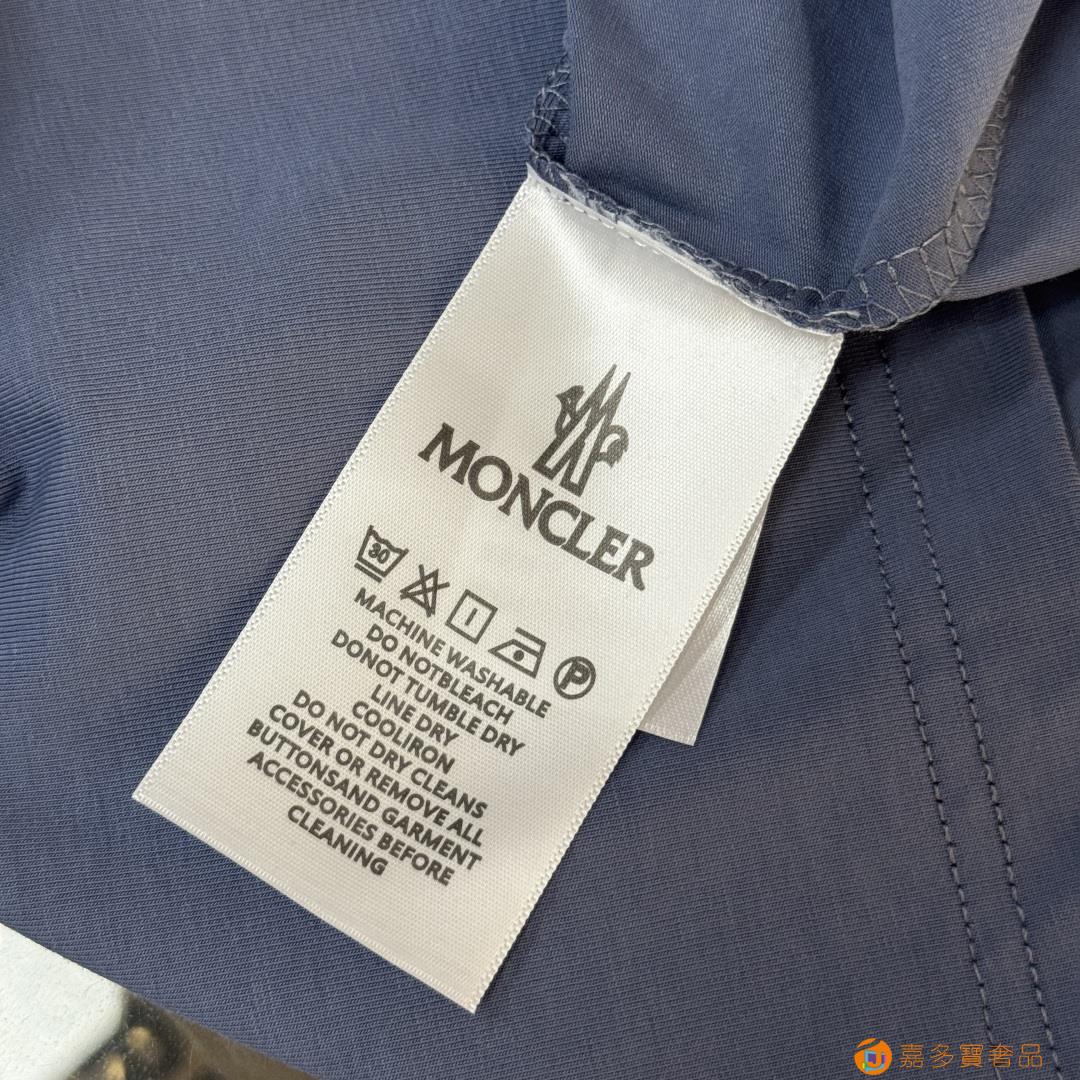 MONCLER
30
P
MACHINE WASHABLE
DO NOTBLEACH
DONOT TUMBLE DRY
LINE DRY
COOLIRON
DO NOT DRY CLEANS
COVER OR REMOVE ALL
BUTTONSAND GARMENT
ACCESSORIES BEFORE
CLEANING
嘉多寶奢品